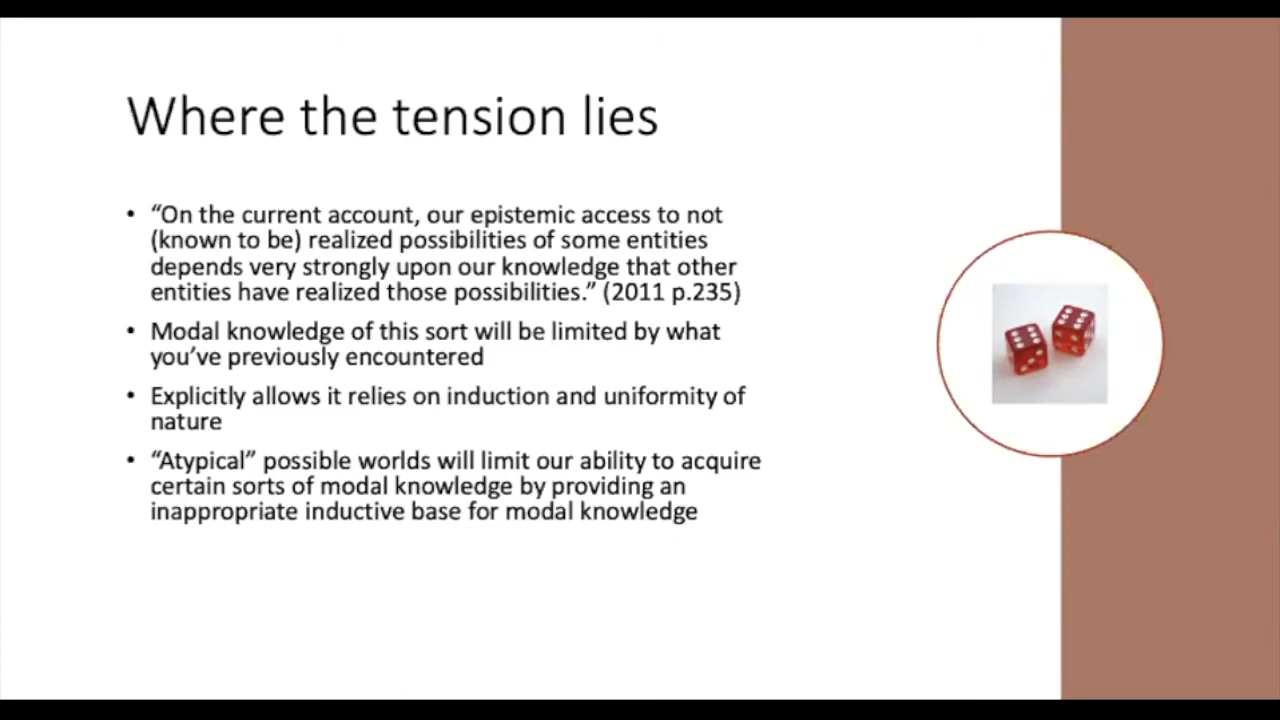 Where the tension lies
• “On the current account, our epistemic access to not
(known to be) realized possibilities of some entities
depends very strongly upon our knowledge that other
entities have realized those possibilities.” (2011 p.235)
• Modal knowledge of this sort will be limited by what
you’ve previously encountered
• Explicitly allows it relies on induction and uniformity of
nature
• “Atypical” possible worlds will limit our ability to acquire
certain sorts of modal knowledge by providing an
inappropriate inductive base for modal knowledge